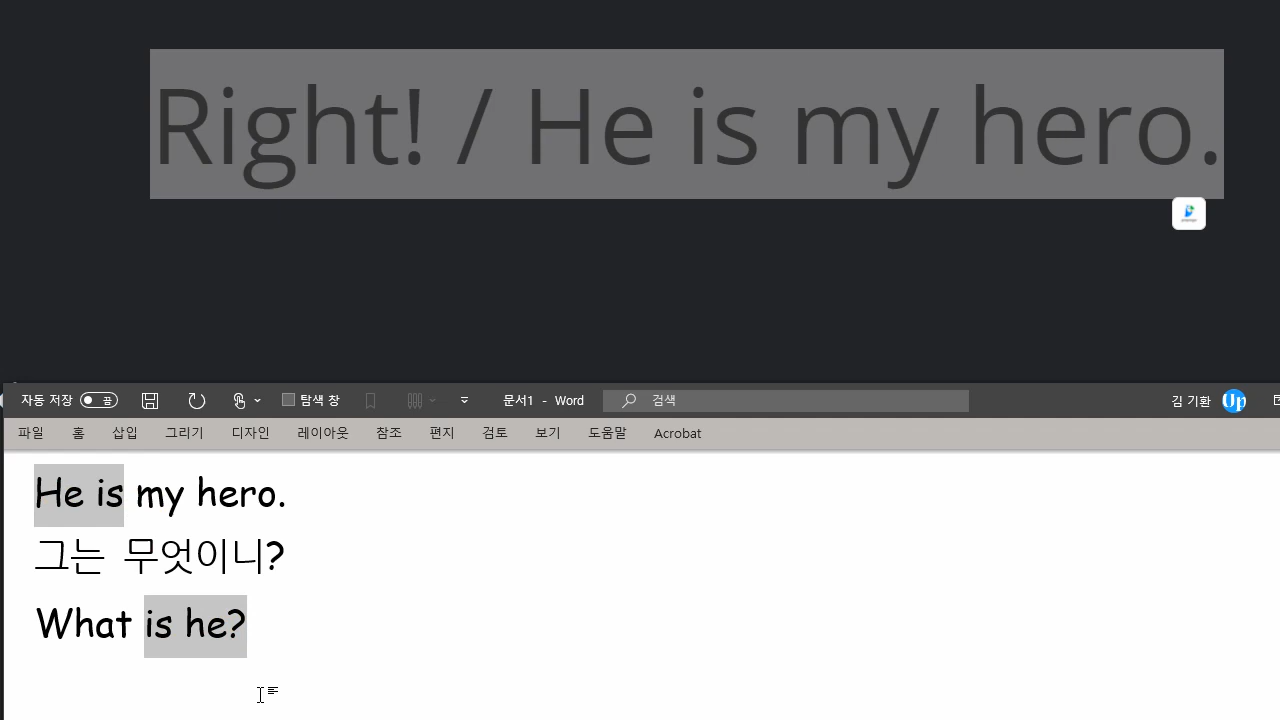 Right! / He is my hero.
자동 저장 끔 탐색 창 문서1 - Word 검색 김 기환 Up
파일 홈 삽입 그리기 디자인 레이아웃 참조 편지 검토 보기 도움말 Acrobat
He is my hero.
그는 무엇이니?
What is he?